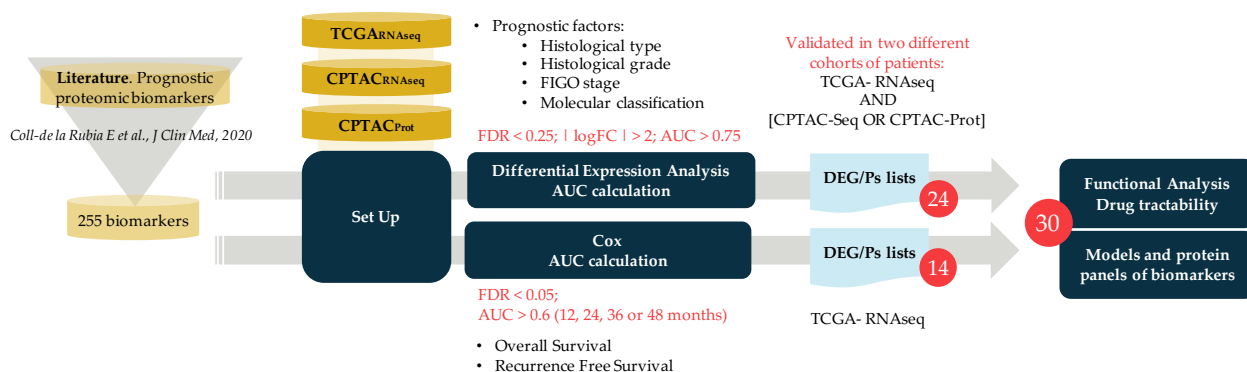 Literature. Prognostic
proteomic biomarkers
Coll-de la Rubia E et al., J Clin Med, 2020
255 biomarkers
TCGARNAseq
CPTACRNAseq
CPTACProt
Set Up
• Prognostic factors:
• Histological type
• Histological grade
• FIGO stage
• Molecular classification
FDR < 0.25; | logFC | > 2; AUC > 0.75
Differential Expression Analysis
AUC calculation
Cox
AUC calculation
FDR < 0.05;
AUC > 0.6 (12, 24, 36 or 48 months)
• Overall Survival
• Recurrence Free Survival
Validated in two different
cohorts of patients:
TCGA- RNAseq
AND
[CPTAC-Seq OR CPTAC-Prot]
DEG/Ps lists
24
DEG/Ps lists
14
TCGA- RNAseq
30
Functional Analysis
Drug tractability
Models and protein
panels of biomarkers